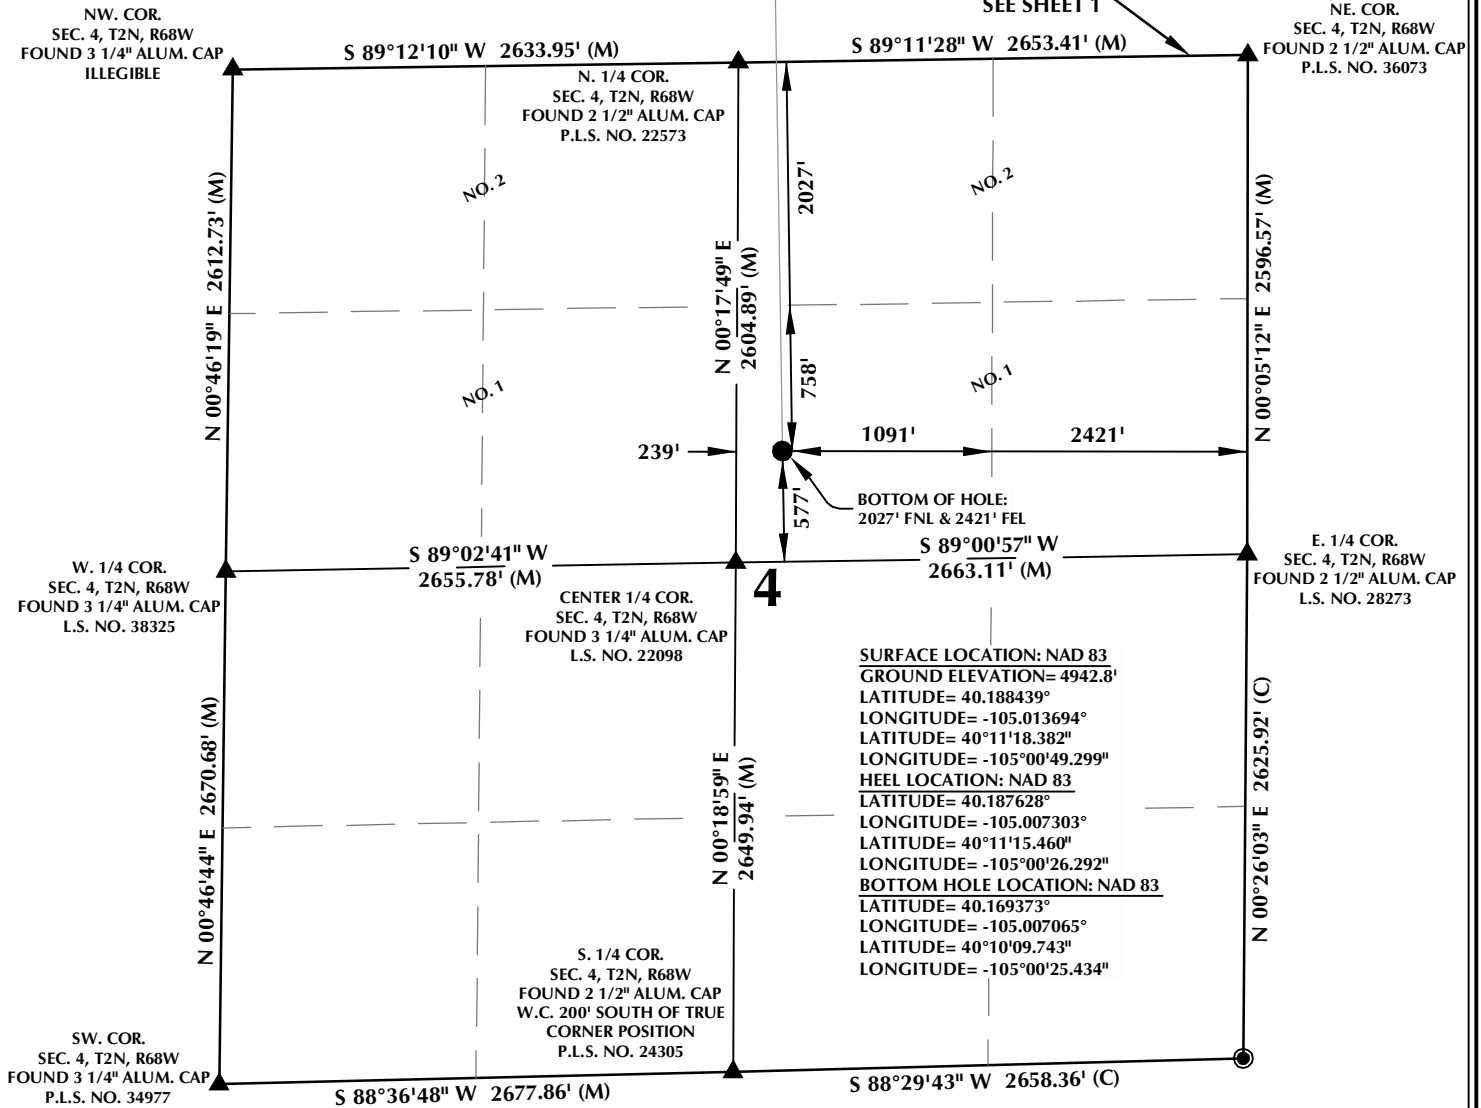 SEE SHEET 1
NW. COR.
SEC. 4, T2N, R68W
FOUND 3 1/4" ALUM. CAP
ILLEGIBLE
S 89°12'10" W 2633.95' (M)
N. 1/4 COR.
SEC. 4, T2N, R68W
FOUND 2 1/2" ALUM. CAP
P.L.S. NO. 22573
S 89°11'28" W 2653.41' (M)
NE. COR.
SEC. 4, T2N, R68W
FOUND 2 1/2" ALUM. CAP
P.L.S. NO. 36073
N 00°46'19" E 2612.73' (M)
NO. 2
NO. 1
N 00°17'49" E
2604.89' (M)
2027'
758'
NO. 2
NO. 1
N 00°05'12" E 2596.57' (M)
239'
1091'
2421'
577'
BOTTOM OF HOLE:
2027' FNL & 2421' FEL
W. 1/4 COR.
SEC. 4, T2N, R68W
FOUND 3 1/4" ALUM. CAP
L.S. NO. 38325
S 89°02'41" W
2655.78' (M)
CENTER 1/4 COR.
SEC. 4, T2N, R68W
FOUND 3 1/4" ALUM. CAP
L.S. NO. 22098
4
S 89°00'57" W
2663.11' (M)
E. 1/4 COR.
SEC. 4, T2N, R68W
FOUND 2 1/2" ALUM. CAP
L.S. NO. 28273
SURFACE LOCATION: NAD 83
GROUND ELEVATION= 4942.8'
LATITUDE= 40.188439°
LONGITUDE= -105.013694°
LATITUDE= 40°11'18.382"
LONGITUDE= -105°00'49.299"
HEEL LOCATION: NAD 83
LATITUDE= 40.187628°
LONGITUDE= -105.007303°
LATITUDE= 40°11'15.460"
LONGITUDE= -105°00'26.292"
BOTTOM HOLE LOCATION: NAD 83
LATITUDE= 40.169373°
LONGITUDE= -105.007065°
LATITUDE= 40°10'09.743"
LONGITUDE= -105°00'25.434"
N 00°46'44" E 2670.68' (M)
N 00°18'59" E
2649.94' (M)
N 00°26'03" E 2625.92' (C)
S. 1/4 COR.
SEC. 4, T2N, R68W
FOUND 2 1/2" ALUM. CAP
W.C. 200' SOUTH OF TRUE
CORNER POSITION
P.L.S. NO. 24305
SW. COR.
SEC. 4, T2N, R68W
FOUND 3 1/4" ALUM. CAP
P.L.S. NO. 34977
S 88°36'48" W 2677.86' (M)
S 88°29'43" W 2658.36' (C)